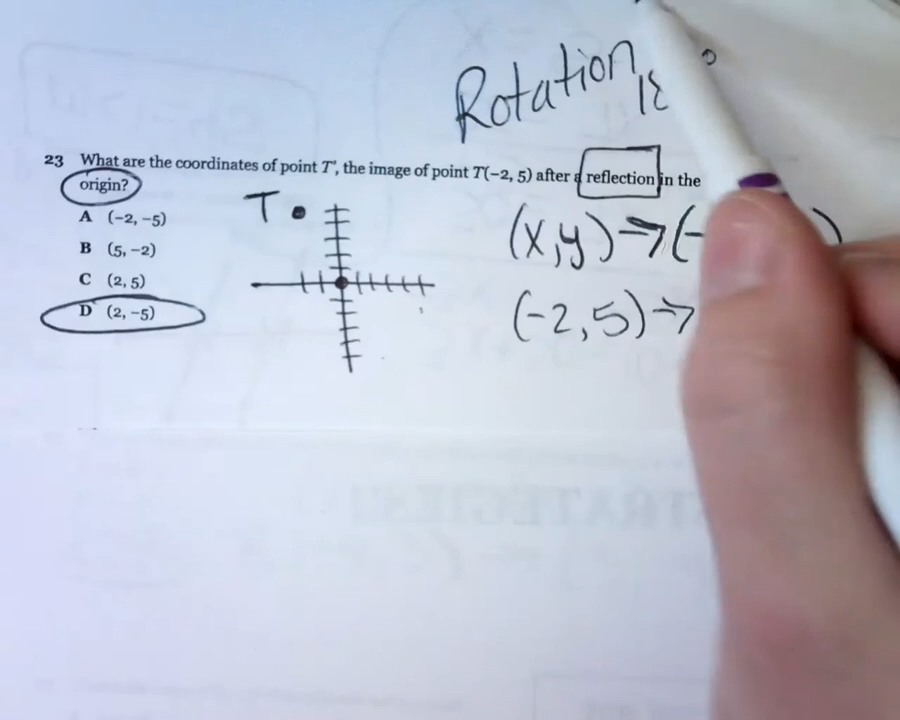 Rotation 18 °
23 What are the coordinates of point T', the image of point T(−2, 5) after a reflection in the
origin?
A (−2, −5)
B (5, −2)
C (2, 5)
D (2, −5)
T
(x,y)→(- )
(-2,5)→